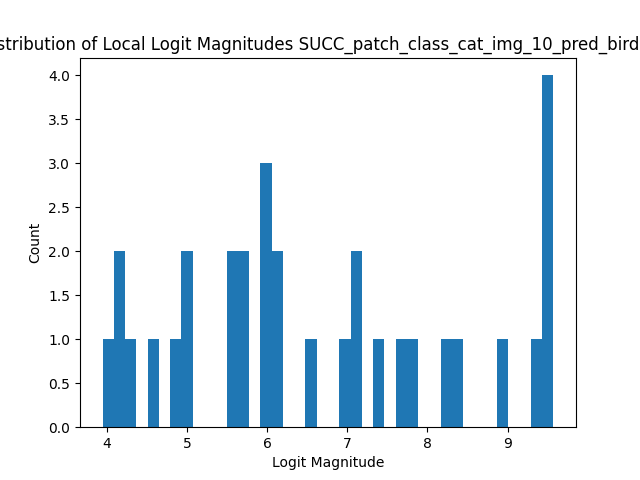 stribution of Local Logit Magnitudes SUCC_patch_class_cat_img_10_pred_bird
4.0
3.5
3.0
2.5
2.0
1.5
1.0
0.5
0.0
Count
4 5 6 7 8 9
Logit Magnitude